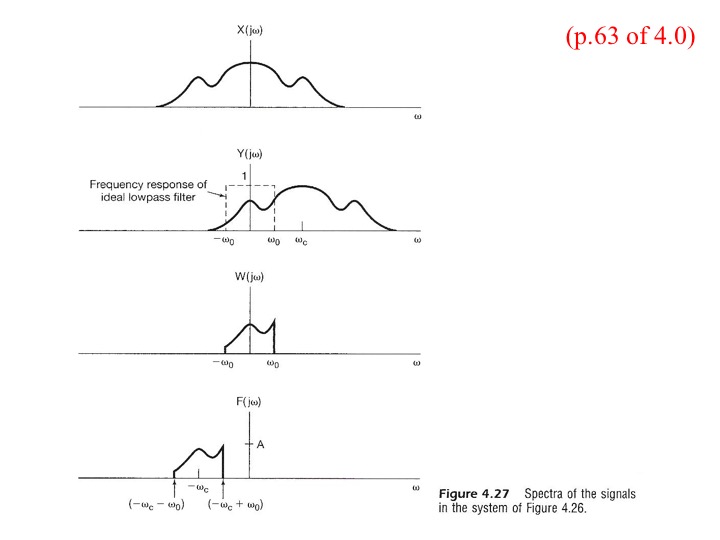 (p.63 of 4.0)
X(jω)
ω
Y(jω)
1
Frequency response of
ideal lowpass filter
−ω0 ω0 ωc ω
W(jω)
−ω0 ω0 ω
F(jω)
A
−ωc ω
(−ωc − ω0) (−ωc + ω0)
Figure 4.27 Spectra of the signals
in the system of Figure 4.26.